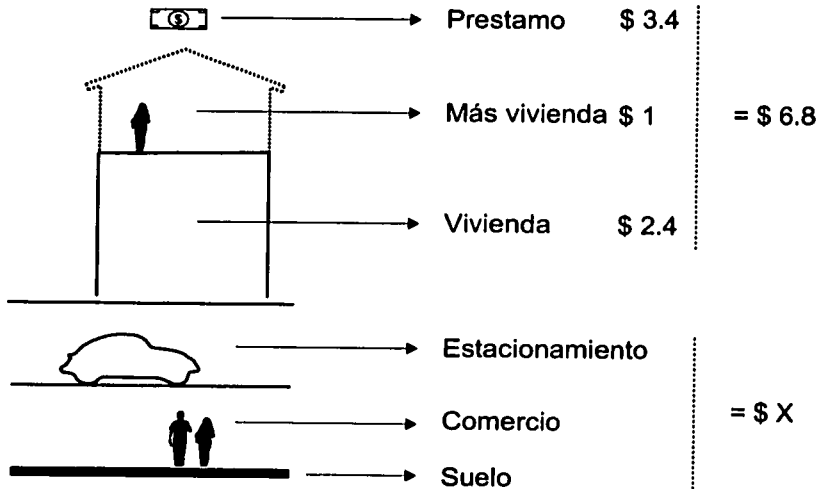 Prestamo $ 3.4
Más vivienda $ 1 = $ 6.8
Vivienda $ 2.4
Estacionamiento
Comercio = $ X
Suelo